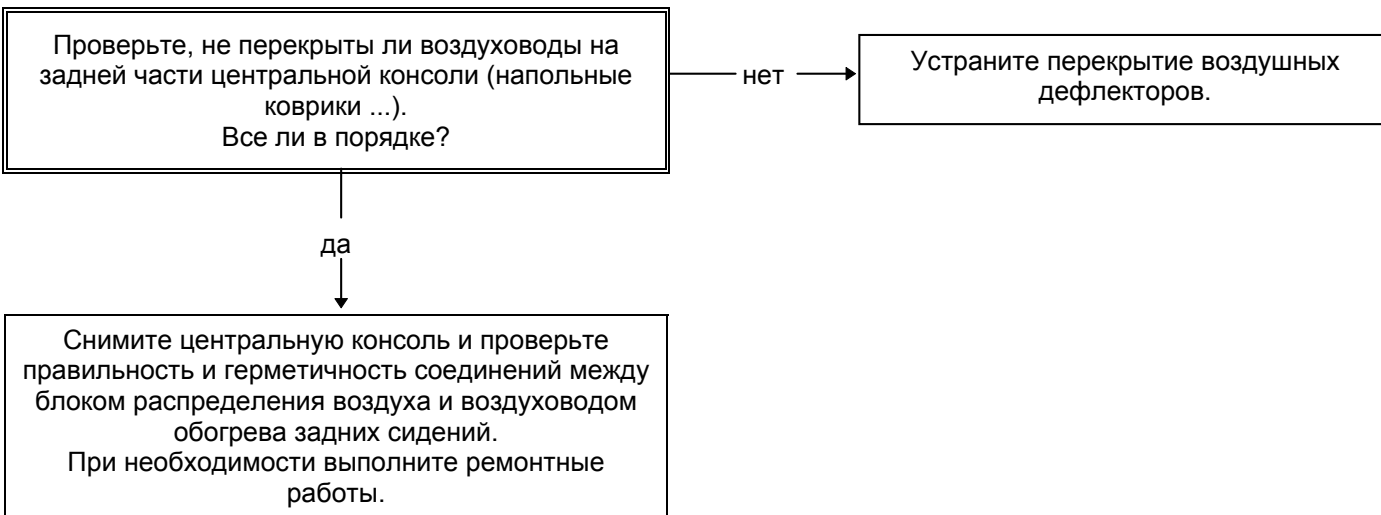 Проверьте, не перекрыты ли воздуховоды на
задней части центральной консоли (напольные
коврики ...).
Все ли в порядке?
нет
Устраните перекрытие воздушных
дефлекторов.
да
Снимите центральную консоль и проверьте
правильность и герметичность соединений между
блоком распределения воздуха и воздуховодом
обогрева задних сидений.
При необходимости выполните ремонтные
работы.